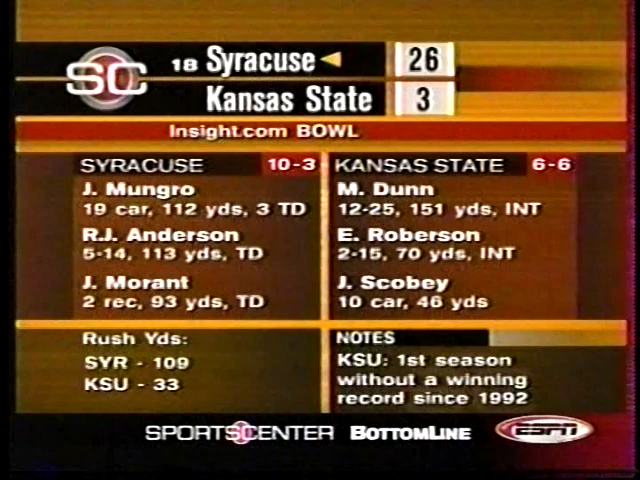 SC
18 Syracuse 26
Kansas State 3
Insight.com BOWL
SYRACUSE 10-3
J. Mungro
19 car, 112 yds, 3 TD
R.J. Anderson
5-14, 113 yds, TD
J. Morant
2 rec, 93 yds, TD
KANSAS STATE 6-6
M. Dunn
12-25, 151 yds, INT
E. Roberson
2-15, 70 yds, INT
J. Scobey
10 car, 46 yds
Rush Yds:
SYR - 109
KSU - 33
NOTES
KSU: 1st season
without a winning
record since 1992
SPORTSCENTER BOTTOMLINE ESPN